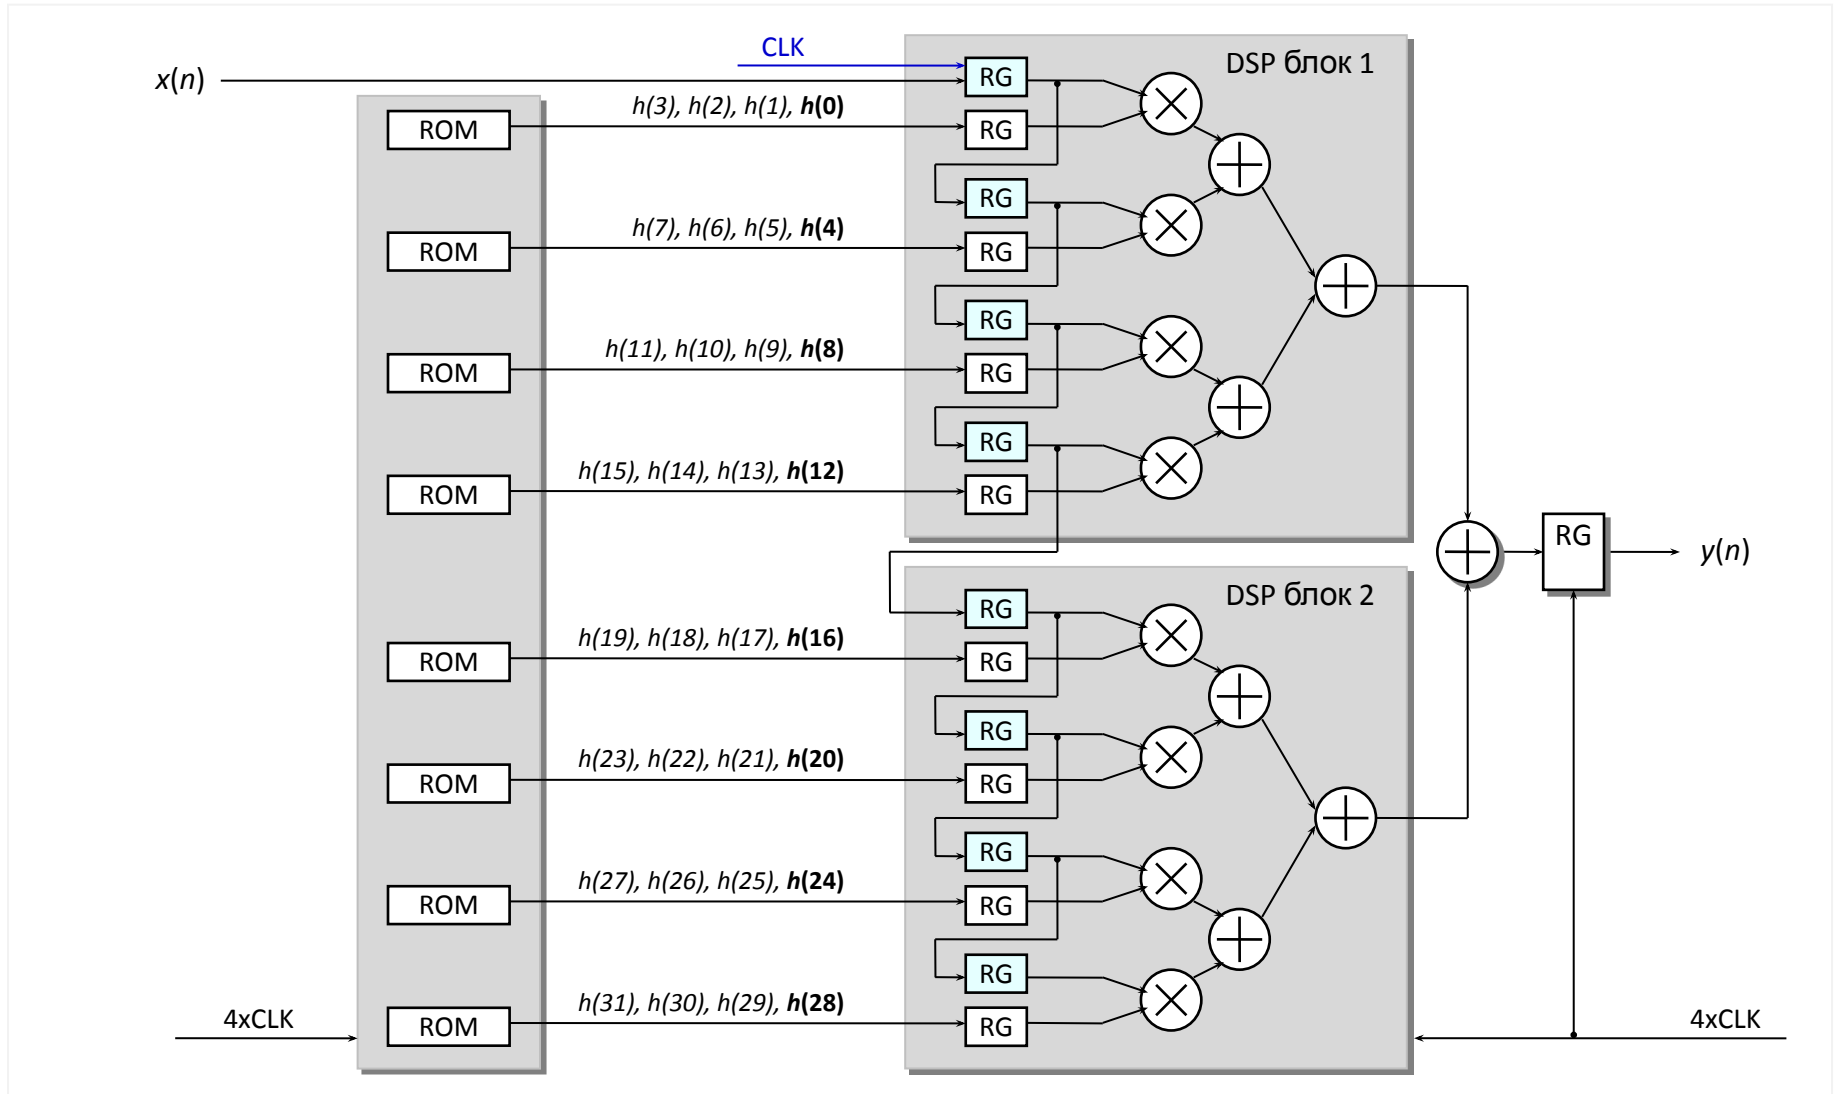 CLK
DSP блок 1
x(n)
RG
h(3), h(2), h(1), h(0)
ROM
RG
RG
h(7), h(6), h(5), h(4)
ROM
RG
RG
h(11), h(10), h(9), h(8)
ROM
RG
RG
h(15), h(14), h(13), h(12)
ROM
RG
RG
y(n)
DSP блок 2
RG
h(19), h(18), h(17), h(16)
ROM
RG
RG
h(23), h(22), h(21), h(20)
ROM
RG
RG
h(27), h(26), h(25), h(24)
ROM
RG
RG
h(31), h(30), h(29), h(28)
4xCLK
ROM
RG
4xCLK